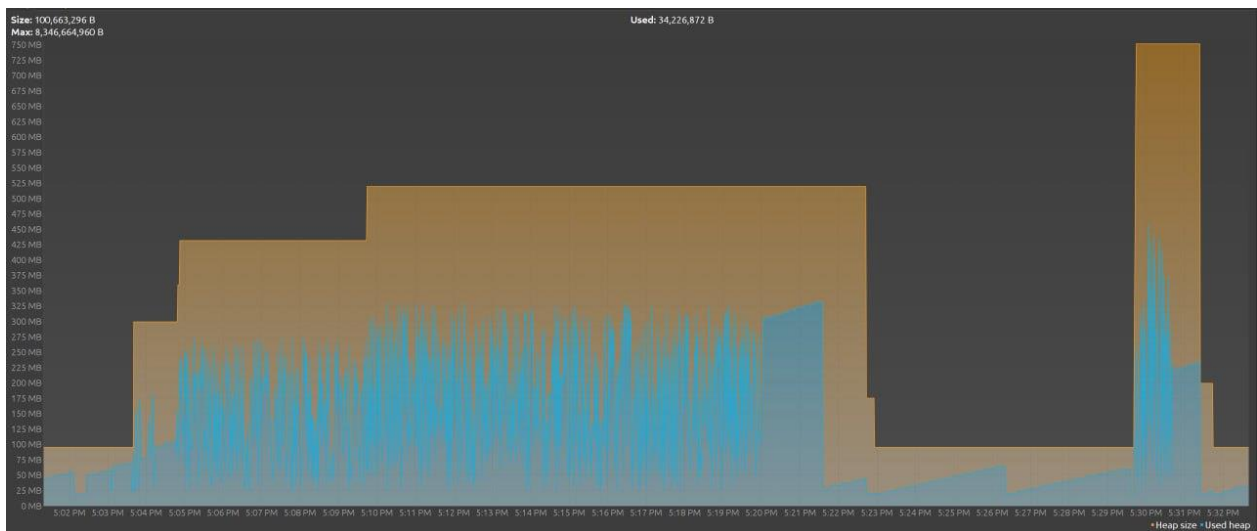 Size: 100,663,296 B
Used: 34,226,872 B
Max: 8,346,664,960 B
750 MB
725 MB
700 MB
675 MB
650 MB
625 MB
600 MB
575 MB
550 MB
525 MB
500 MB
475 MB
450 MB
425 MB
400 MB
375 MB
350 MB
325 MB
300 MB
275 MB
250 MB
225 MB
200 MB
175 MB
150 MB
125 MB
100 MB
75 MB
50 MB
25 MB
0 MB
5:02 PM 5:03 PM 5:04 PM 5:05 PM 5:06 PM 5:07 PM 5:08 PM 5:09 PM 5:10 PM 5:11 PM 5:12 PM 5:13 PM 5:14 PM 5:15 PM 5:16 PM 5:17 PM 5:18 PM 5:19 PM 5:20 PM 5:21 PM 5:22 PM 5:23 PM 5:24 PM 5:25 PM 5:26 PM 5:27 PM 5:28 PM 5:29 PM 5:30 PM 5:31 PM 5:32 PM
Heap size Used heap